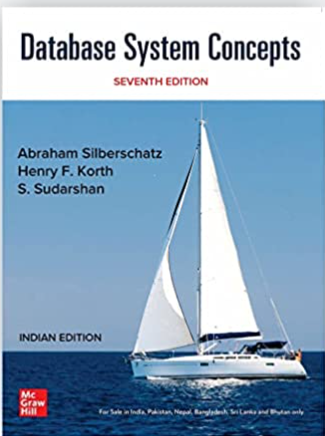 Database System Concepts
SEVENTH EDITION
Abraham Silberschatz
Henry F. Korth
S. Sudarshan
INDIAN EDITION
Mc
Graw
Hill
For Sale in India, Pakistan, Nepal, Bangladesh, Sri Lanka and Bhutan only